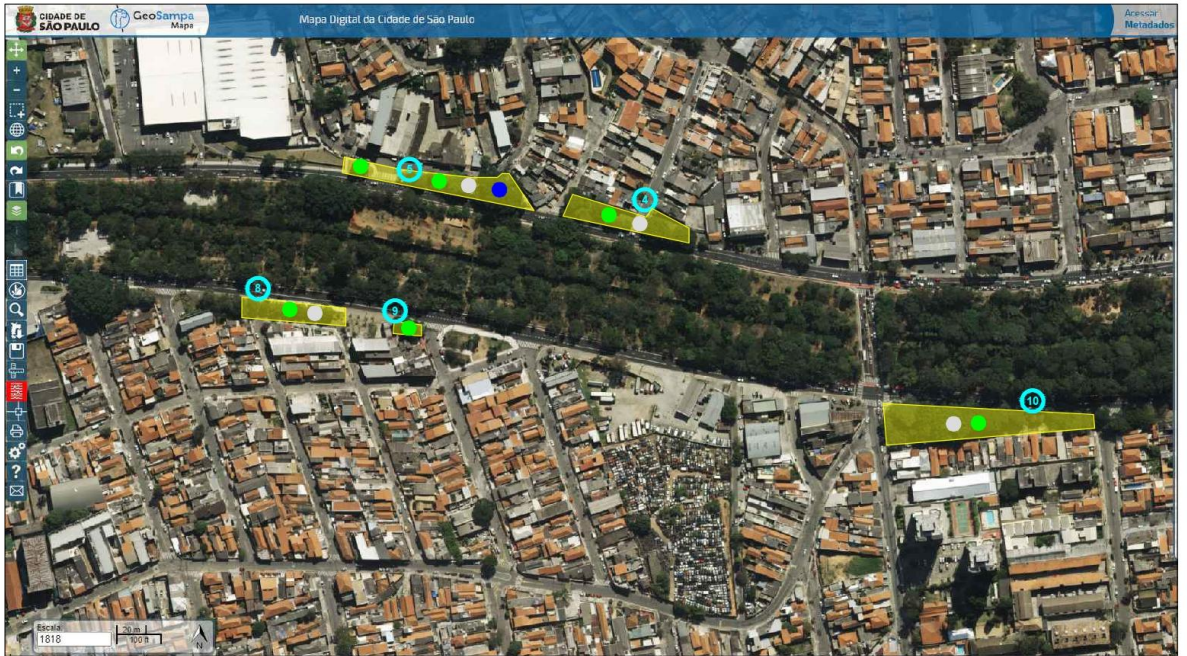 CIDADE DE
SÃO PAULO
GeoSampa
Mapa
Mapa Digital da Cidade de São Paulo
Acessar
Metadados
4
8
9
10
Escala:
1818
20 m
100 ft
N